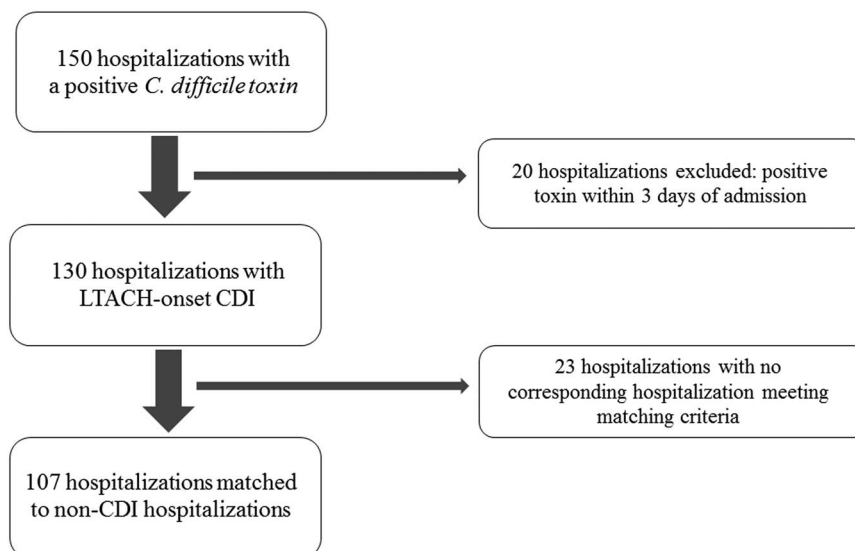 150 hospitalizations with
a positive C. difficile toxin
20 hospitalizations excluded: positive
toxin within 3 days of admission
130 hospitalizations with
LTACH-onset CDI
23 hospitalizations with no
corresponding hospitalization meeting
matching criteria
107 hospitalizations matched
to non-CDI hospitalizations